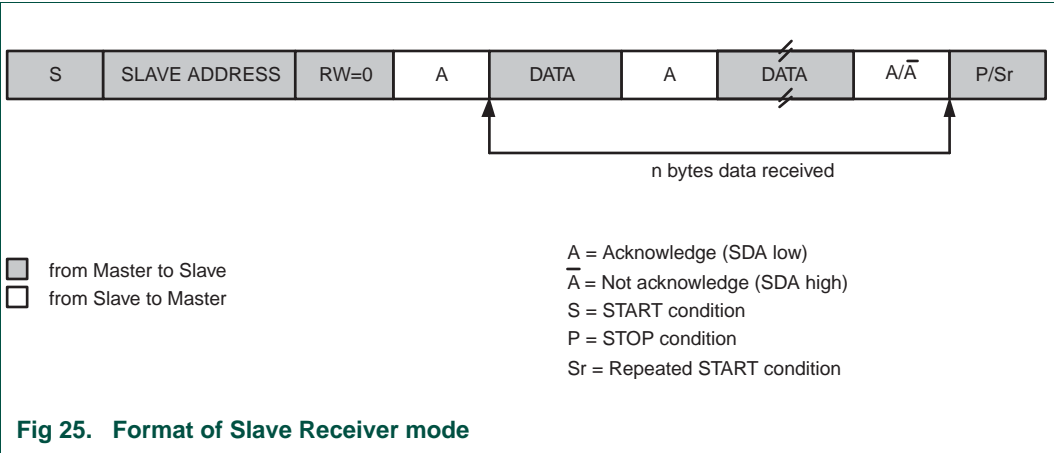 S SLAVE ADDRESS RW=0 A DATA A DATA A/A̅ P/Sr
n bytes data received
from Master to Slave
from Slave to Master
A = Acknowledge (SDA low)
A̅ = Not acknowledge (SDA high)
S = START condition
P = STOP condition
Sr = Repeated START condition
Fig 25. Format of Slave Receiver mode